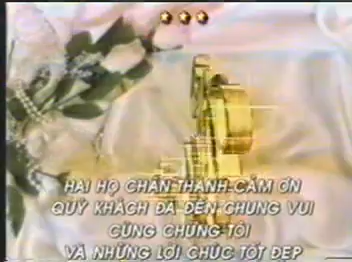 HAI HỌ CHÂN THÀNH CẢM ƠN
QUÝ KHÁCH ĐÃ ĐẾN CHUNG VUI
CÙNG CHÚNG TÔI
VÀ NHỮNG LỜI CHÚC TỐT ĐẸP